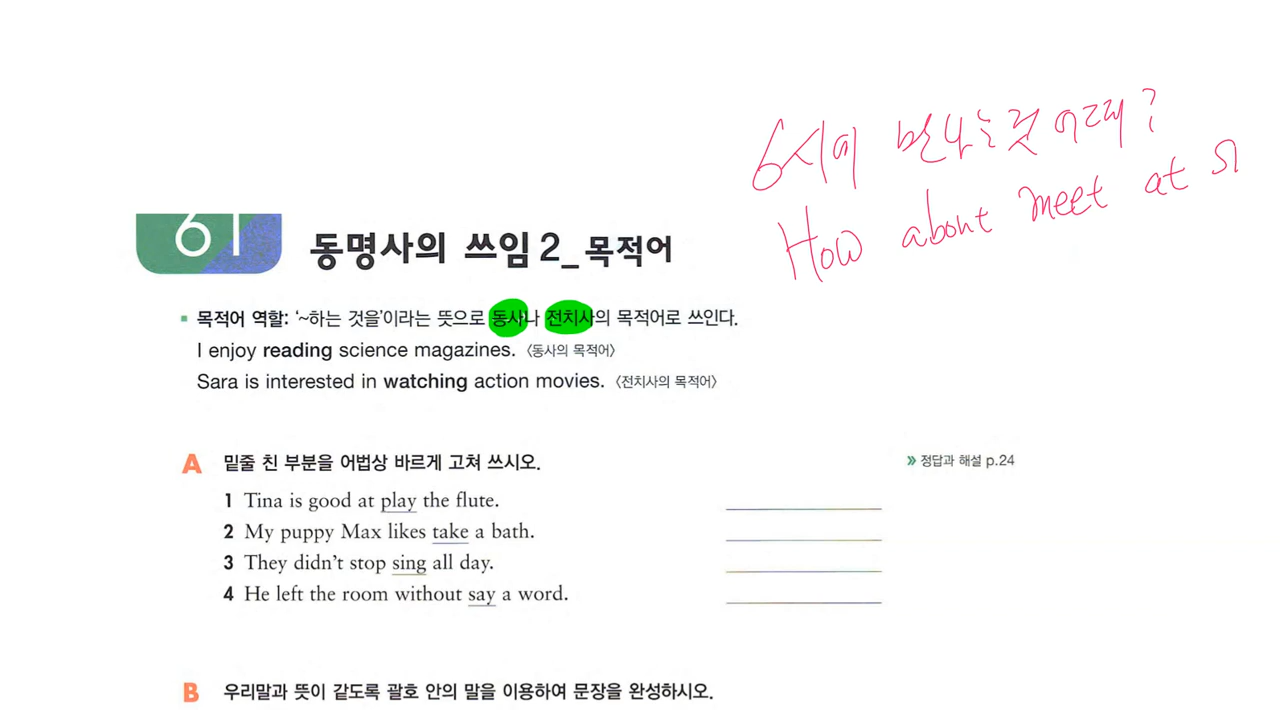 6시에 만나는것 어때?
How about meet at
61
동명사의 쓰임 2_ 목적어
▪ 목적어 역할: '~하는 것을'이라는 뜻으로 동사나 전치사의 목적어로 쓰인다.
I enjoy reading science magazines. 〈동사의 목적어〉
Sara is interested in watching action movies. 〈전치사의 목적어〉
A 밑줄 친 부분을 어법상 바르게 고쳐 쓰시오.
» 정답과 해설 p.24
1 Tina is good at play the flute.
2 My puppy Max likes take a bath.
3 They didn't stop sing all day.
4 He left the room without say a word.
B 우리말과 뜻이 같도록 괄호 안의 말을 이용하여 문장을 완성하시오.